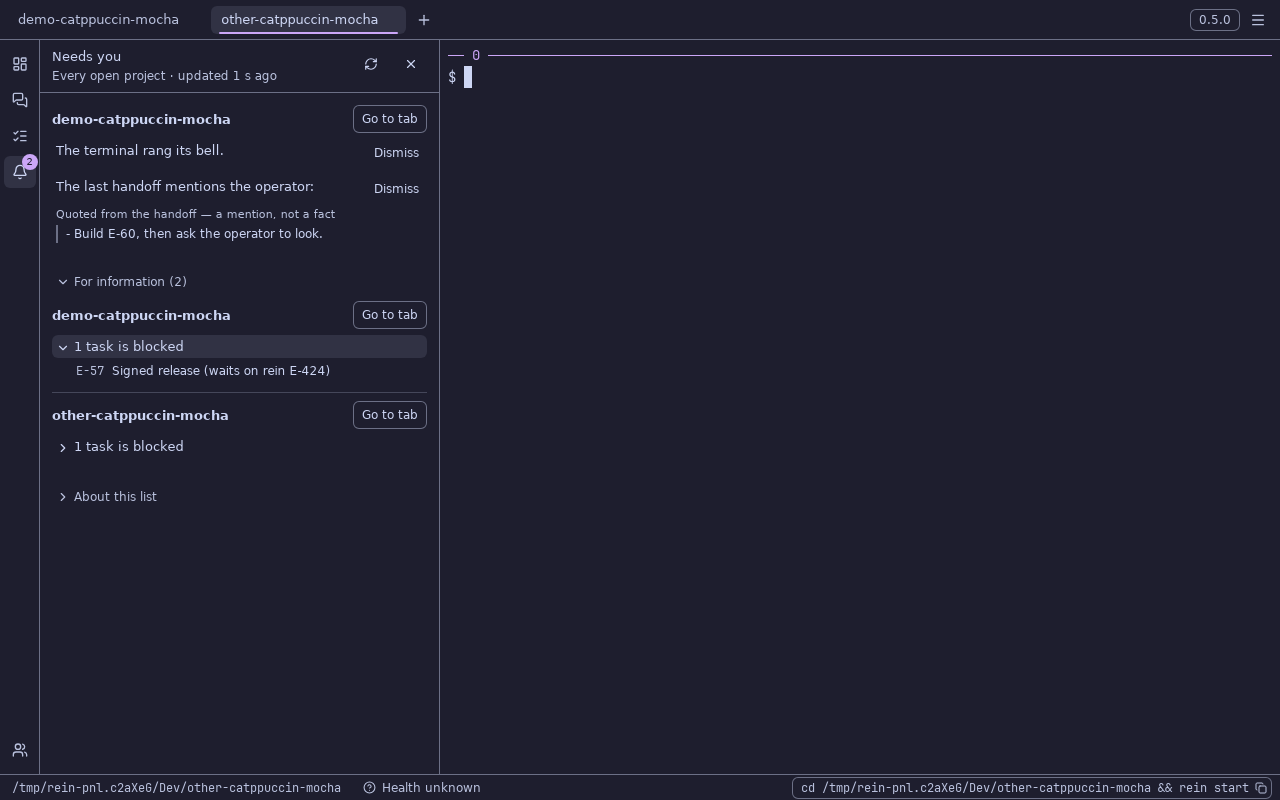 demo-catppuccin-mocha
other-catppuccin-mocha
0.5.0
Needs you
Every open project · updated 1 s ago
demo-catppuccin-mocha
Go to tab
The terminal rang its bell.
Dismiss
2
The last handoff mentions the operator:
Dismiss
Quoted from the handoff — a mention, not a fact
- Build E-60, then ask the operator to look.
For information (2)
demo-catppuccin-mocha
Go to tab
1 task is blocked
E-57 Signed release (waits on rein E-424)
other-catppuccin-mocha
Go to tab
1 task is blocked
About this list
0
$
/tmp/rein-pnl.c2aXeG/Dev/other-catppuccin-mocha
Health unknown
cd /tmp/rein-pnl.c2aXeG/Dev/other-catppuccin-mocha && rein start